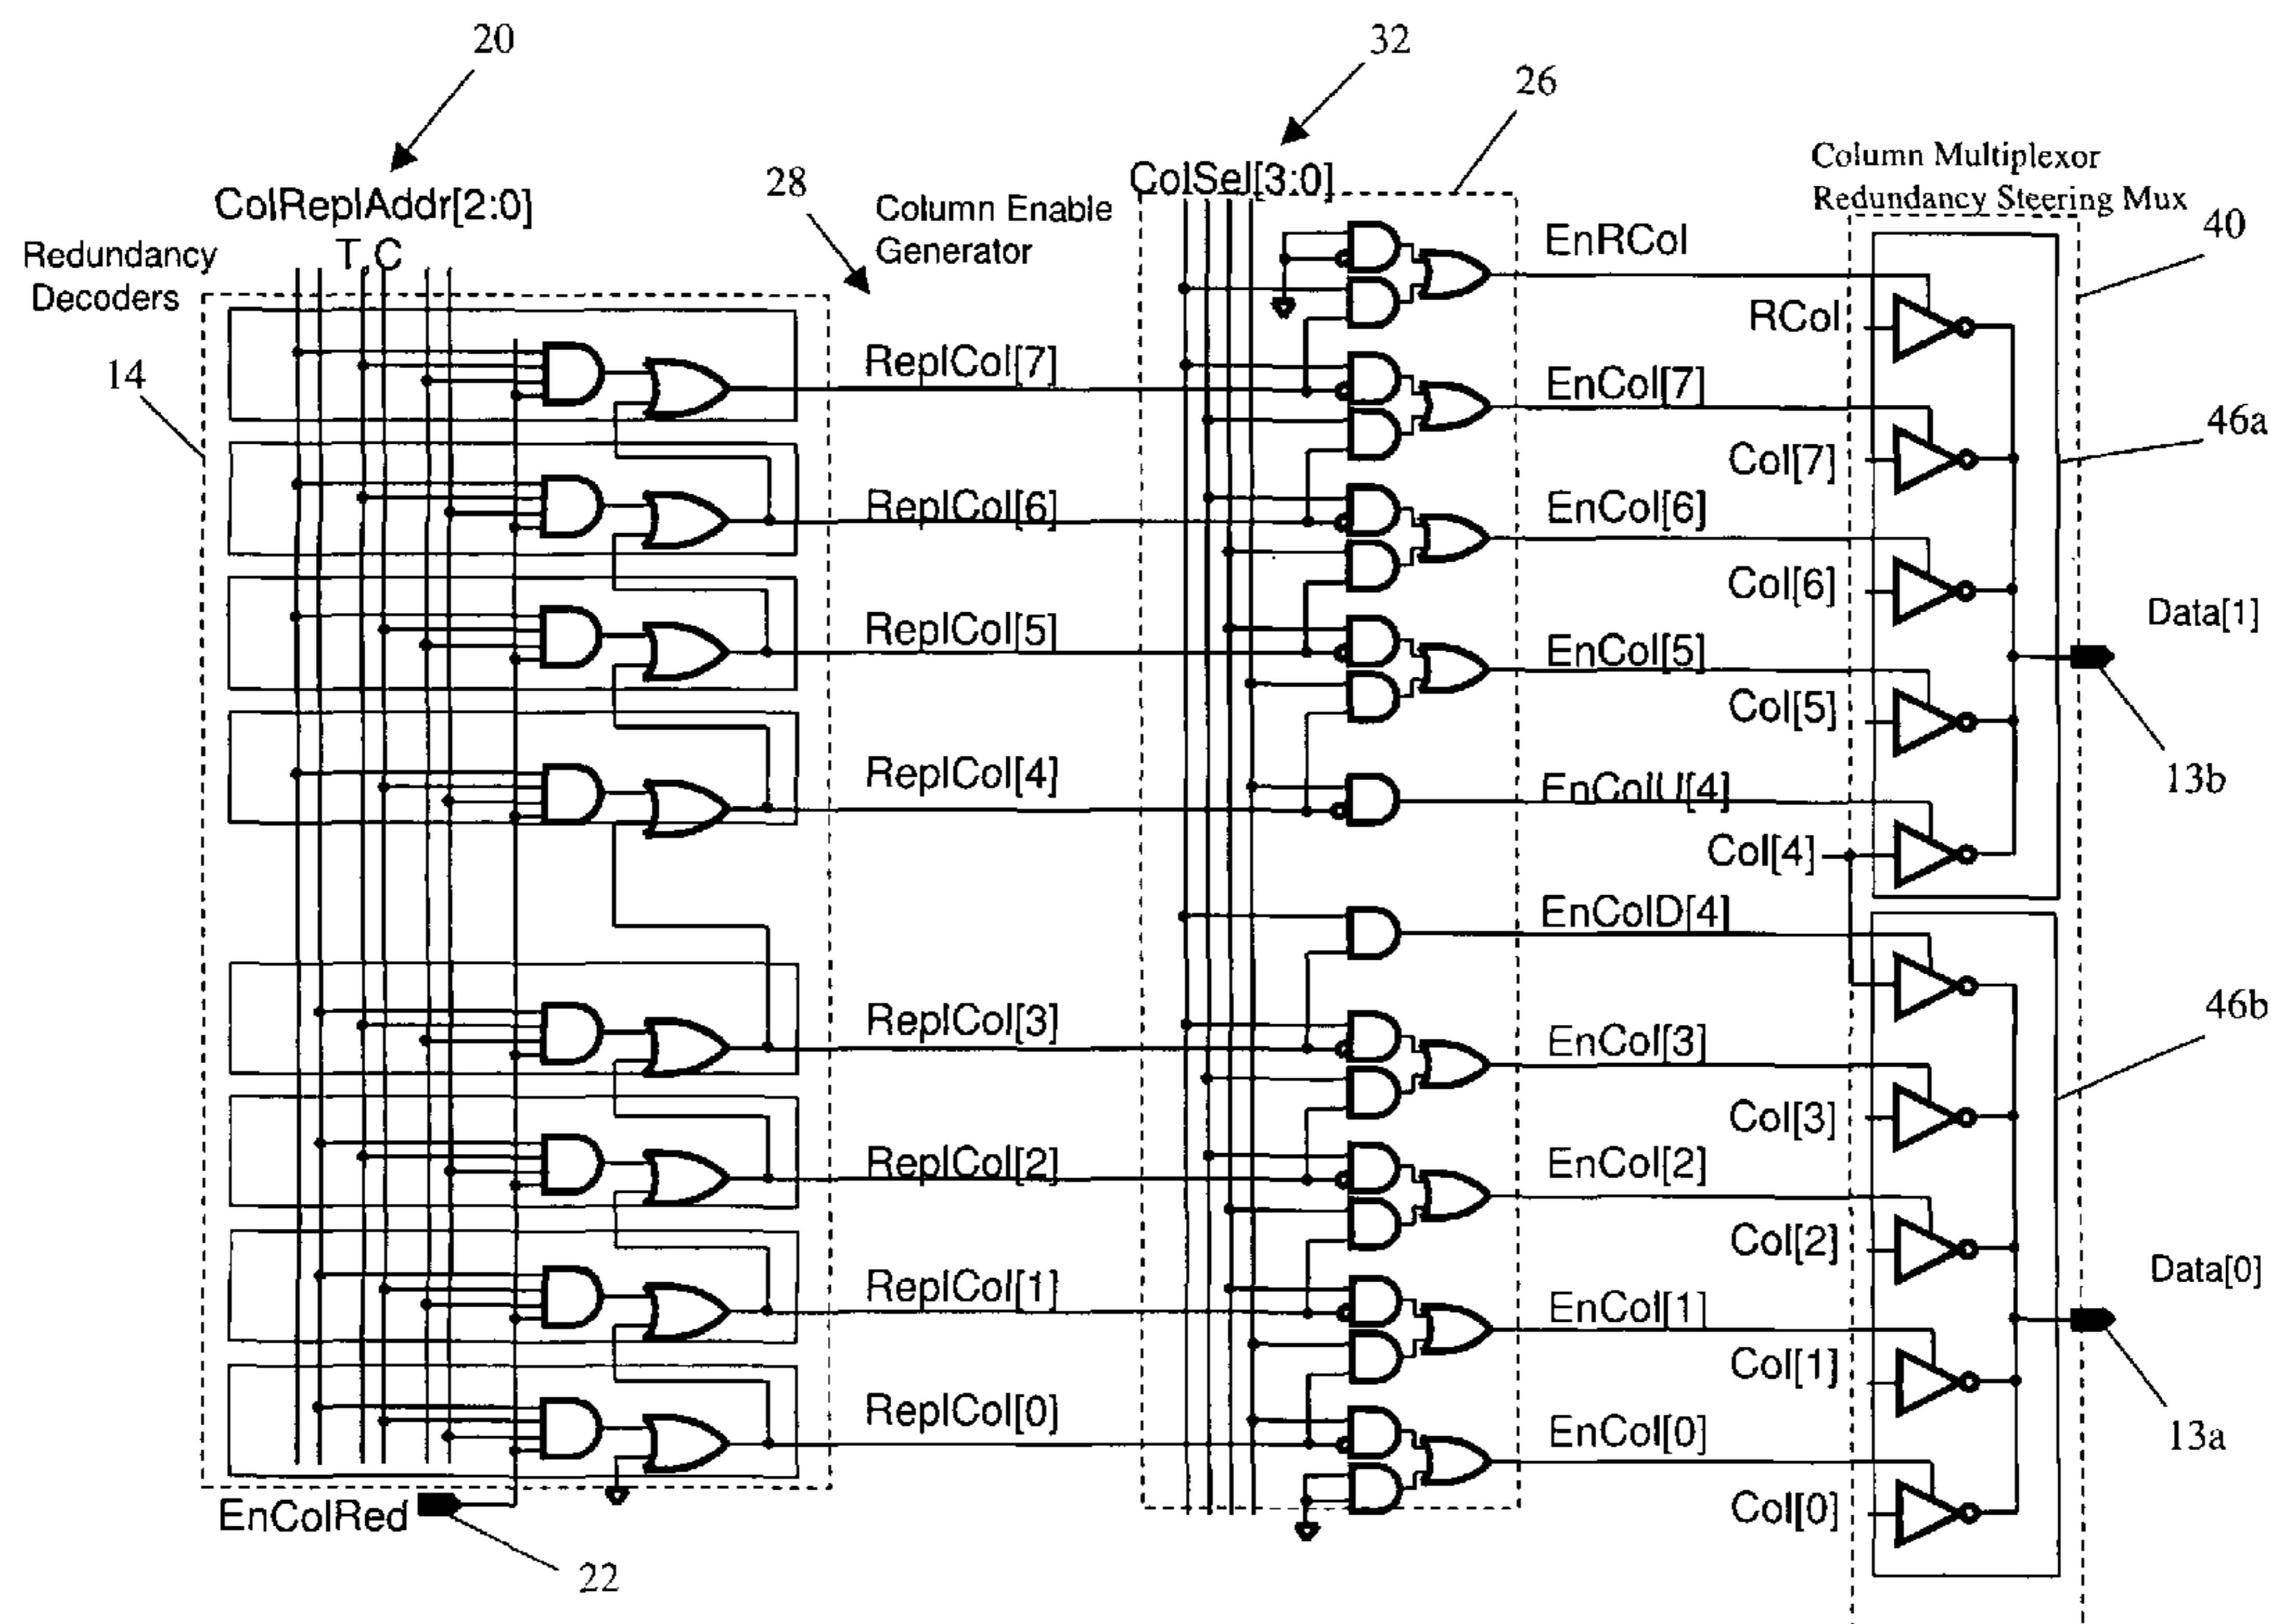 20
32
26
ColReplAddr[2:0]
T,C
28
Column Enable
Generator
ColSel[3:0]
Column Multiplexor
Redundancy Steering Mux
40
Redundancy
Decoders
14
ReplCol[7]
ReplCol[6]
ReplCol[5]
ReplCol[4]
ReplCol[3]
ReplCol[2]
ReplCol[1]
ReplCol[0]
EnColRed
22
EnRCol
EnCol[7]
EnCol[6]
EnCol[5]
EnColU[4]
EnColD[4]
EnCol[3]
EnCol[2]
EnCol[1]
EnCol[0]
RCol
Col[7]
Col[6]
Col[5]
Col[4]
Col[3]
Col[2]
Col[1]
Col[0]
46a
Data[1]
13b
46b
Data[0]
13a